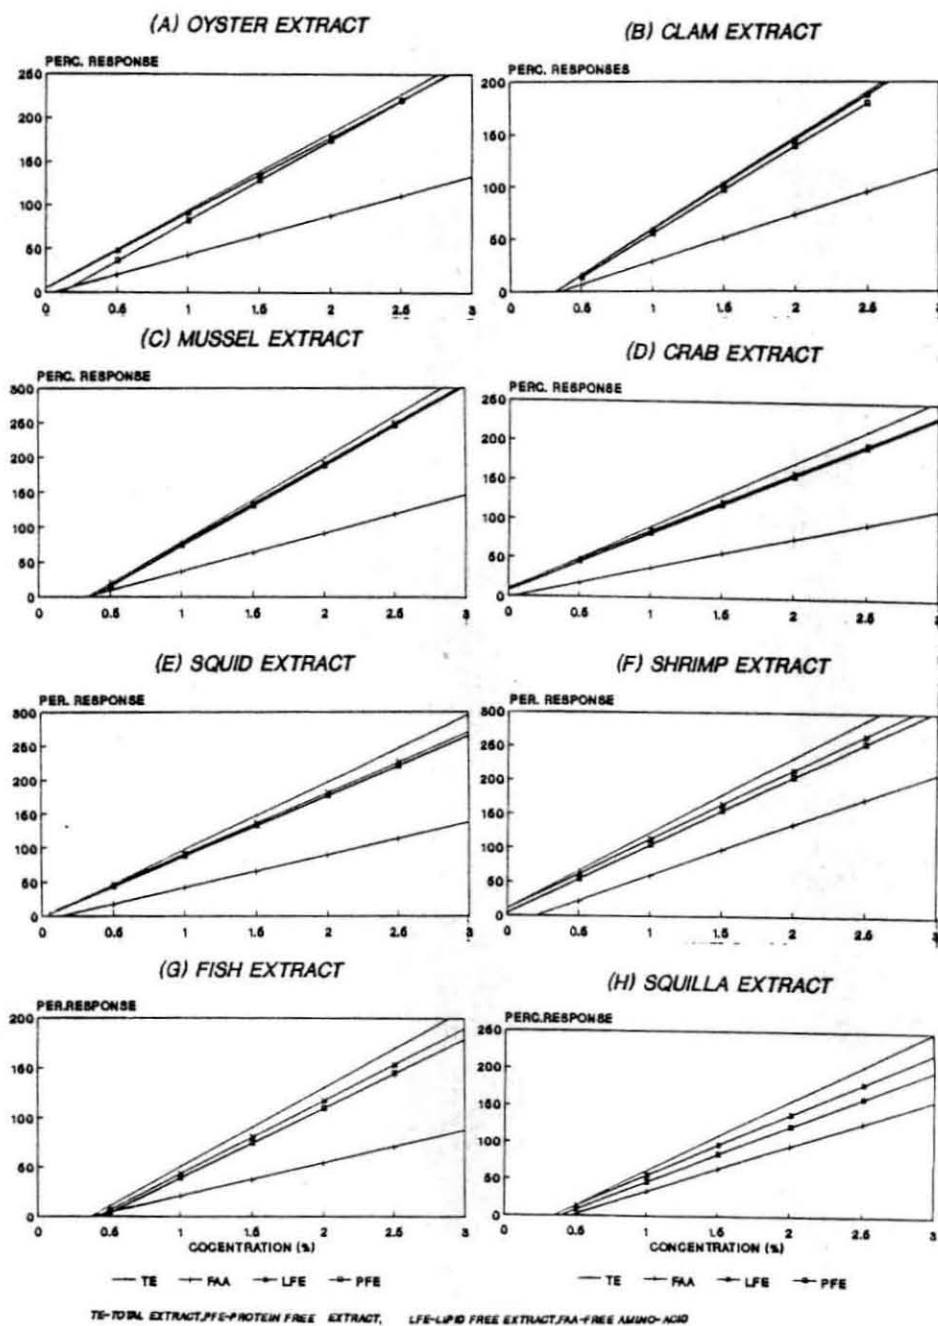 (A) OYSTER EXTRACT
PERC. RESPONSE
250
200
150
100
50
0
0 0.5 1 1.5 2 2.5 3
(B) CLAM EXTRACT
PERC. RESPONSES
200
150
100
50
0
0 0.5 1 1.5 2 2.5 3
(C) MUSSEL EXTRACT
PERC. RESPONSE
300
250
200
150
100
50
0
0 0.5 1 1.5 2 2.5 3
(D) CRAB EXTRACT
PERC. RESPONSE
250
200
150
100
50
0
0 0.5 1 1.5 2 2.5 3
(E) SQUID EXTRACT
PER. RESPONSE
300
250
200
150
100
50
0
0 0.5 1 1.5 2 2.5 3
(F) SHRIMP EXTRACT
PER. RESPONSE
300
250
200
150
100
50
0
0 0.5 1 1.5 2 2.5 3
(G) FISH EXTRACT
PER.RESPONSE
200
150
100
50
0
0 0.5 1 1.5 2 2.5 3
COCENTRATION (%)
TE FAA LFE PFE
(H) SQUILLA EXTRACT
PERC.RESPONSE
250
200
150
100
50
0
0 0.5 1 1.5 2 2.5 3
CONCENTRATION (%)
TE FAA LFE PFE
TE-TOTAL EXTRACT,PFE-PROTEIN FREE EXTRACT, LFE-LIPID FREE EXTRACT,FAA-FREE AMINO-ACID